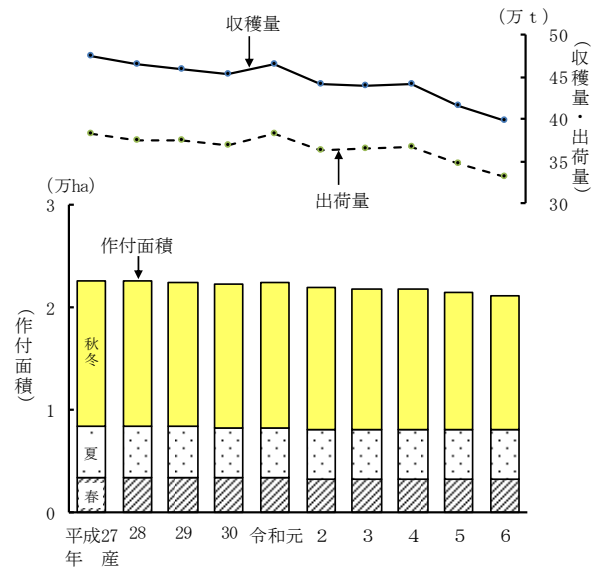 収穫量
(万ｔ)
50
45
40
35
30
(収穫量・出荷量)
出荷量
(万ha)
3
2
1
0
(作付面積)
作付面積
秋冬
夏
春
平成27 28 29 30 令和元 2 3 4 5 6
年 産